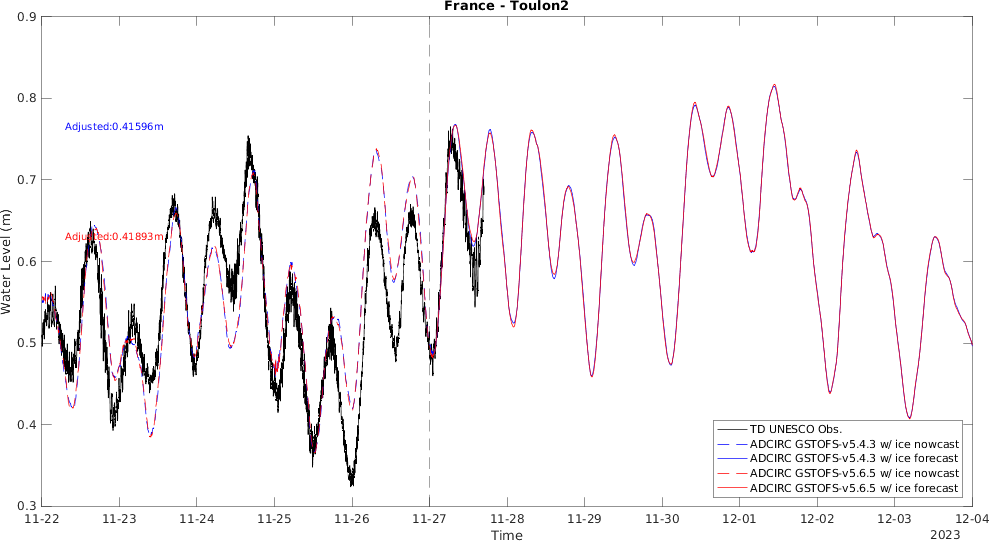 France - Toulon2
0.9
0.8
0.7
0.6
0.5
0.4
0.3
Water Level (m)
Adjusted:0.41596m
Adjusted:0.41893m
TD UNESCO Obs.
ADCIRC GSTOFS-v5.4.3 w/ ice nowcast
ADCIRC GSTOFS-v5.4.3 w/ ice forecast
ADCIRC GSTOFS-v5.6.5 w/ ice nowcast
ADCIRC GSTOFS-v5.6.5 w/ ice forecast
11-22 11-23 11-24 11-25 11-26 11-27 11-28 11-29 11-30 12-01 12-02 12-03 12-04
Time
2023